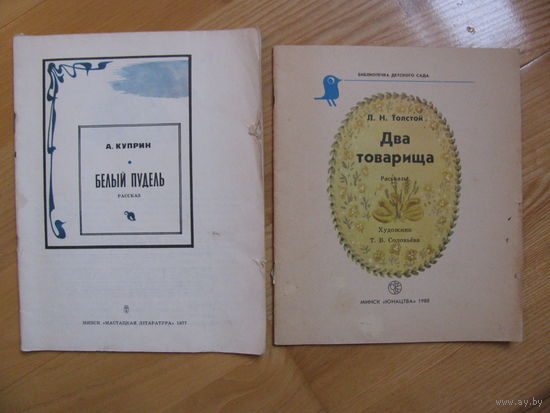 А. КУПРИН
БЕЛЫЙ ПУДЕЛЬ
РАССКАЗ
МИНСК «МАСТАЦКАЯ ЛІТАРАТУРА» 1977
БИБЛИОТЕЧКА ДЕТСКОГО САДА
Л. Н. Толстой
Два
товарища
Рассказы
Художник
Т. В. Соловьёва
МИНСК «ЮНАЦТВА» 1988
ay.by